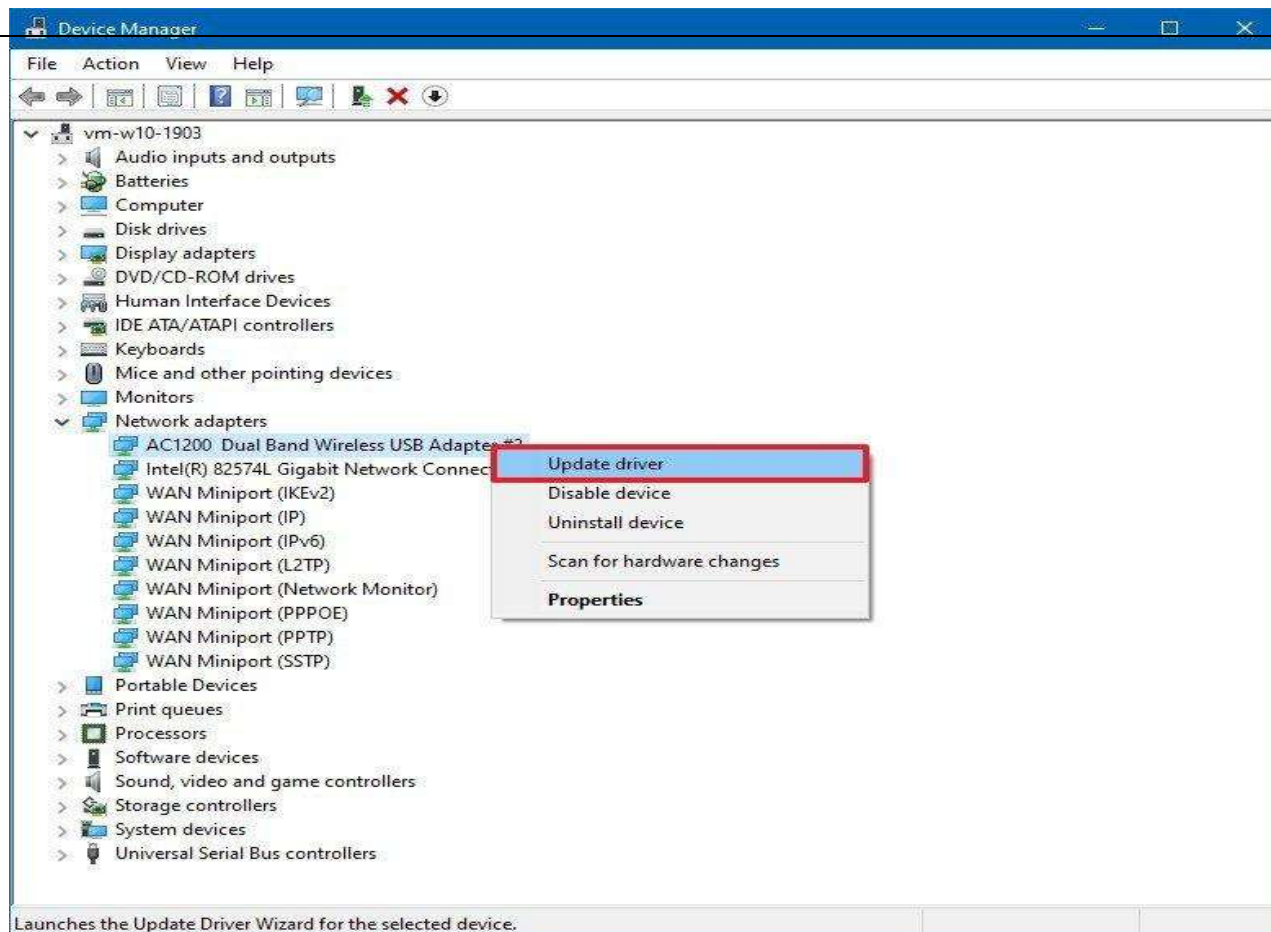 Device Manager
File Action View Help
vm-w10-1903
Audio inputs and outputs
Batteries
Computer
Disk drives
Display adapters
DVD/CD-ROM drives
Human Interface Devices
IDE ATA/ATAPI controllers
Keyboards
Mice and other pointing devices
Monitors
Network adapters
AC1200 Dual Band Wireless USB Adapter #2
Intel(R) 82574L Gigabit Network Connec
WAN Miniport (IKEv2)
WAN Miniport (IP)
WAN Miniport (IPv6)
WAN Miniport (L2TP)
WAN Miniport (Network Monitor)
WAN Miniport (PPPOE)
WAN Miniport (PPTP)
WAN Miniport (SSTP)
Portable Devices
Print queues
Processors
Software devices
Sound, video and game controllers
Storage controllers
System devices
Universal Serial Bus controllers
Update driver
Disable device
Uninstall device
Scan for hardware changes
Properties
Launches the Update Driver Wizard for the selected device.